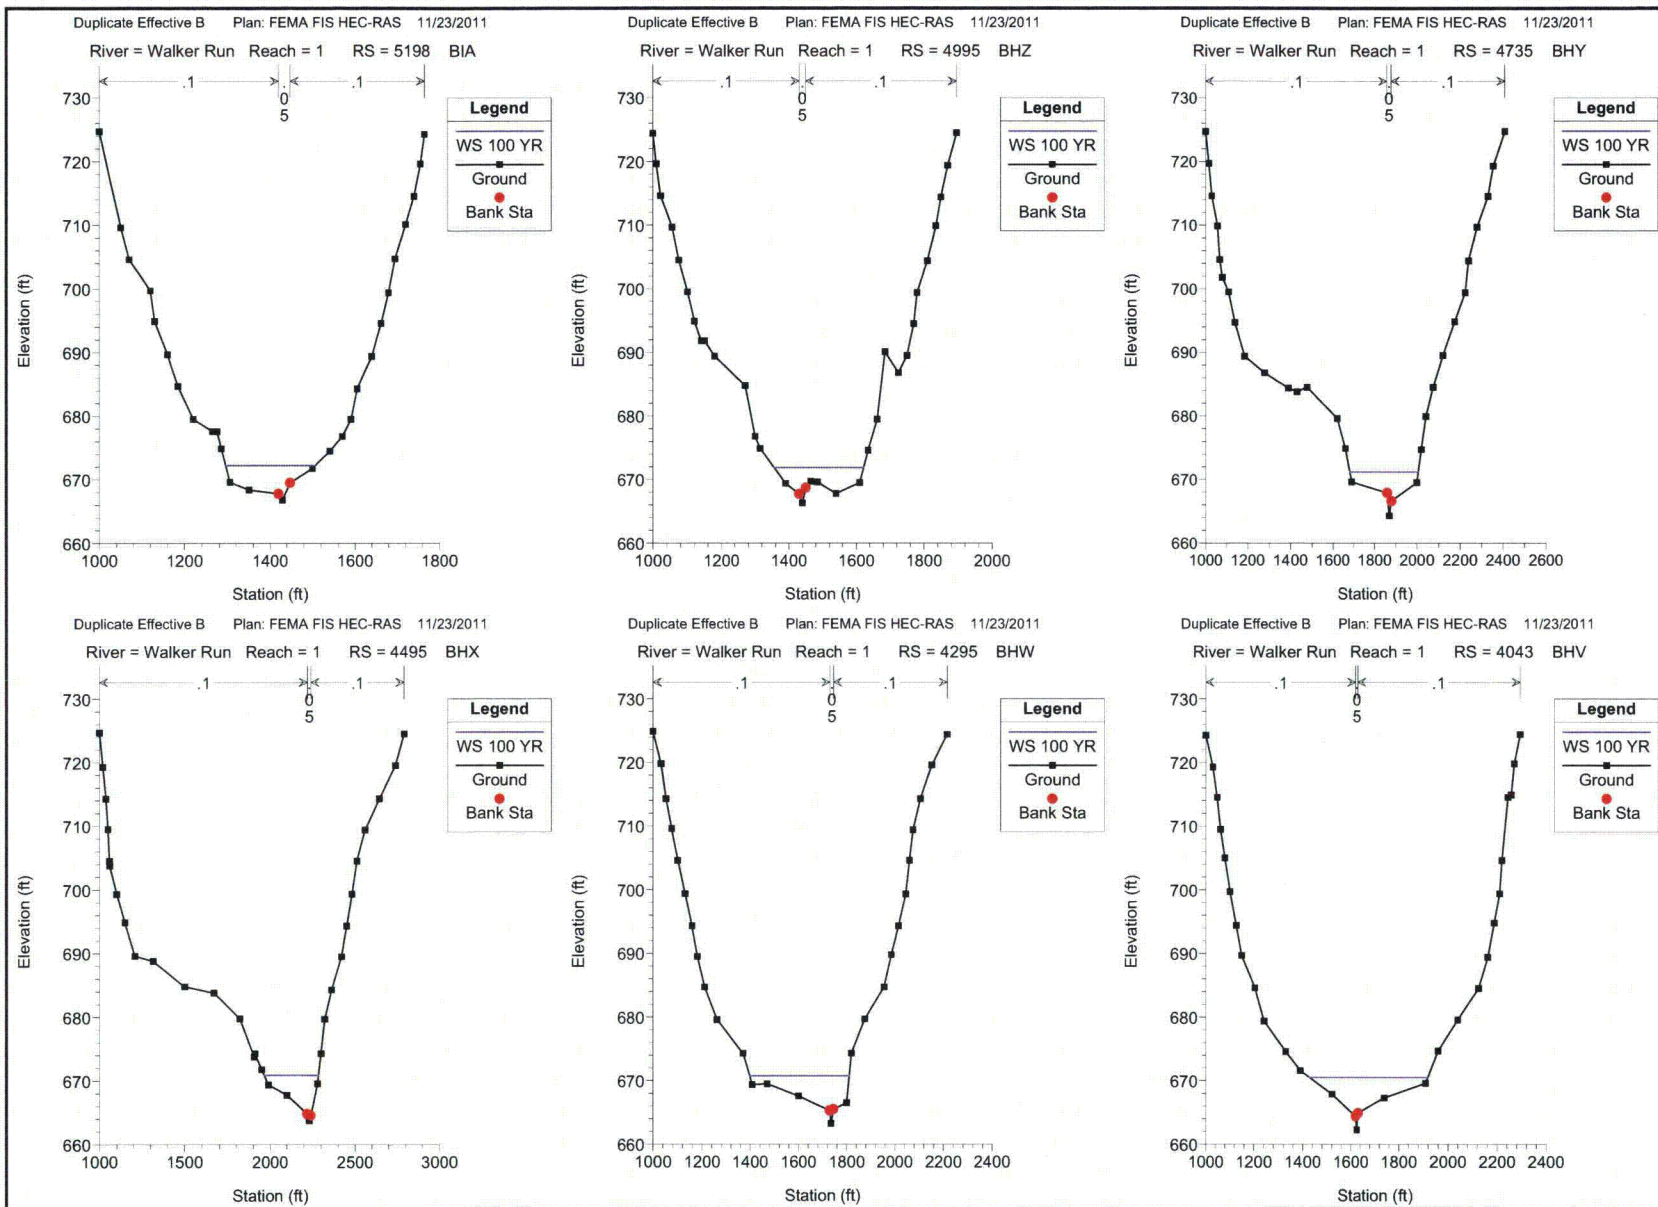 Duplicate Effective B Plan: FEMA FIS HEC-RAS 11/23/2011
River = Walker Run Reach = 1 RS = 5198 BIA
.1 .05 .1
Legend
WS 100 YR
Ground
Bank Sta
730
720
710
700
690
680
670
660
Elevation (ft)
1000 1200 1400 1600 1800
Station (ft)
Duplicate Effective B Plan: FEMA FIS HEC-RAS 11/23/2011
River = Walker Run Reach = 1 RS = 4995 BHZ
.1 .05 .1
Legend
WS 100 YR
Ground
Bank Sta
730
720
710
700
690
680
670
660
Elevation (ft)
1000 1200 1400 1600 1800 2000
Station (ft)
Duplicate Effective B Plan: FEMA FIS HEC-RAS 11/23/2011
River = Walker Run Reach = 1 RS = 4735 BHY
.1 .05 .1
Legend
WS 100 YR
Ground
Bank Sta
730
720
710
700
690
680
670
660
Elevation (ft)
1000 1200 1400 1600 1800 2000 2200 2400 2600
Station (ft)
Duplicate Effective B Plan: FEMA FIS HEC-RAS 11/23/2011
River = Walker Run Reach = 1 RS = 4495 BHX
.1 .05 .1
Legend
WS 100 YR
Ground
Bank Sta
730
720
710
700
690
680
670
660
Elevation (ft)
1000 1500 2000 2500 3000
Station (ft)
Duplicate Effective B Plan: FEMA FIS HEC-RAS 11/23/2011
River = Walker Run Reach = 1 RS = 4295 BHW
.1 .05 .1
Legend
WS 100 YR
Ground
Bank Sta
730
720
710
700
690
680
670
660
Elevation (ft)
1000 1200 1400 1600 1800 2000 2200 2400
Station (ft)
Duplicate Effective B Plan: FEMA FIS HEC-RAS 11/23/2011
River = Walker Run Reach = 1 RS = 4043 BHV
.1 .05 .1
Legend
WS 100 YR
Ground
Bank Sta
730
720
710
700
690
680
670
660
Elevation (ft)
1000 1200 1400 1600 1800 2000 2200 2400
Station (ft)